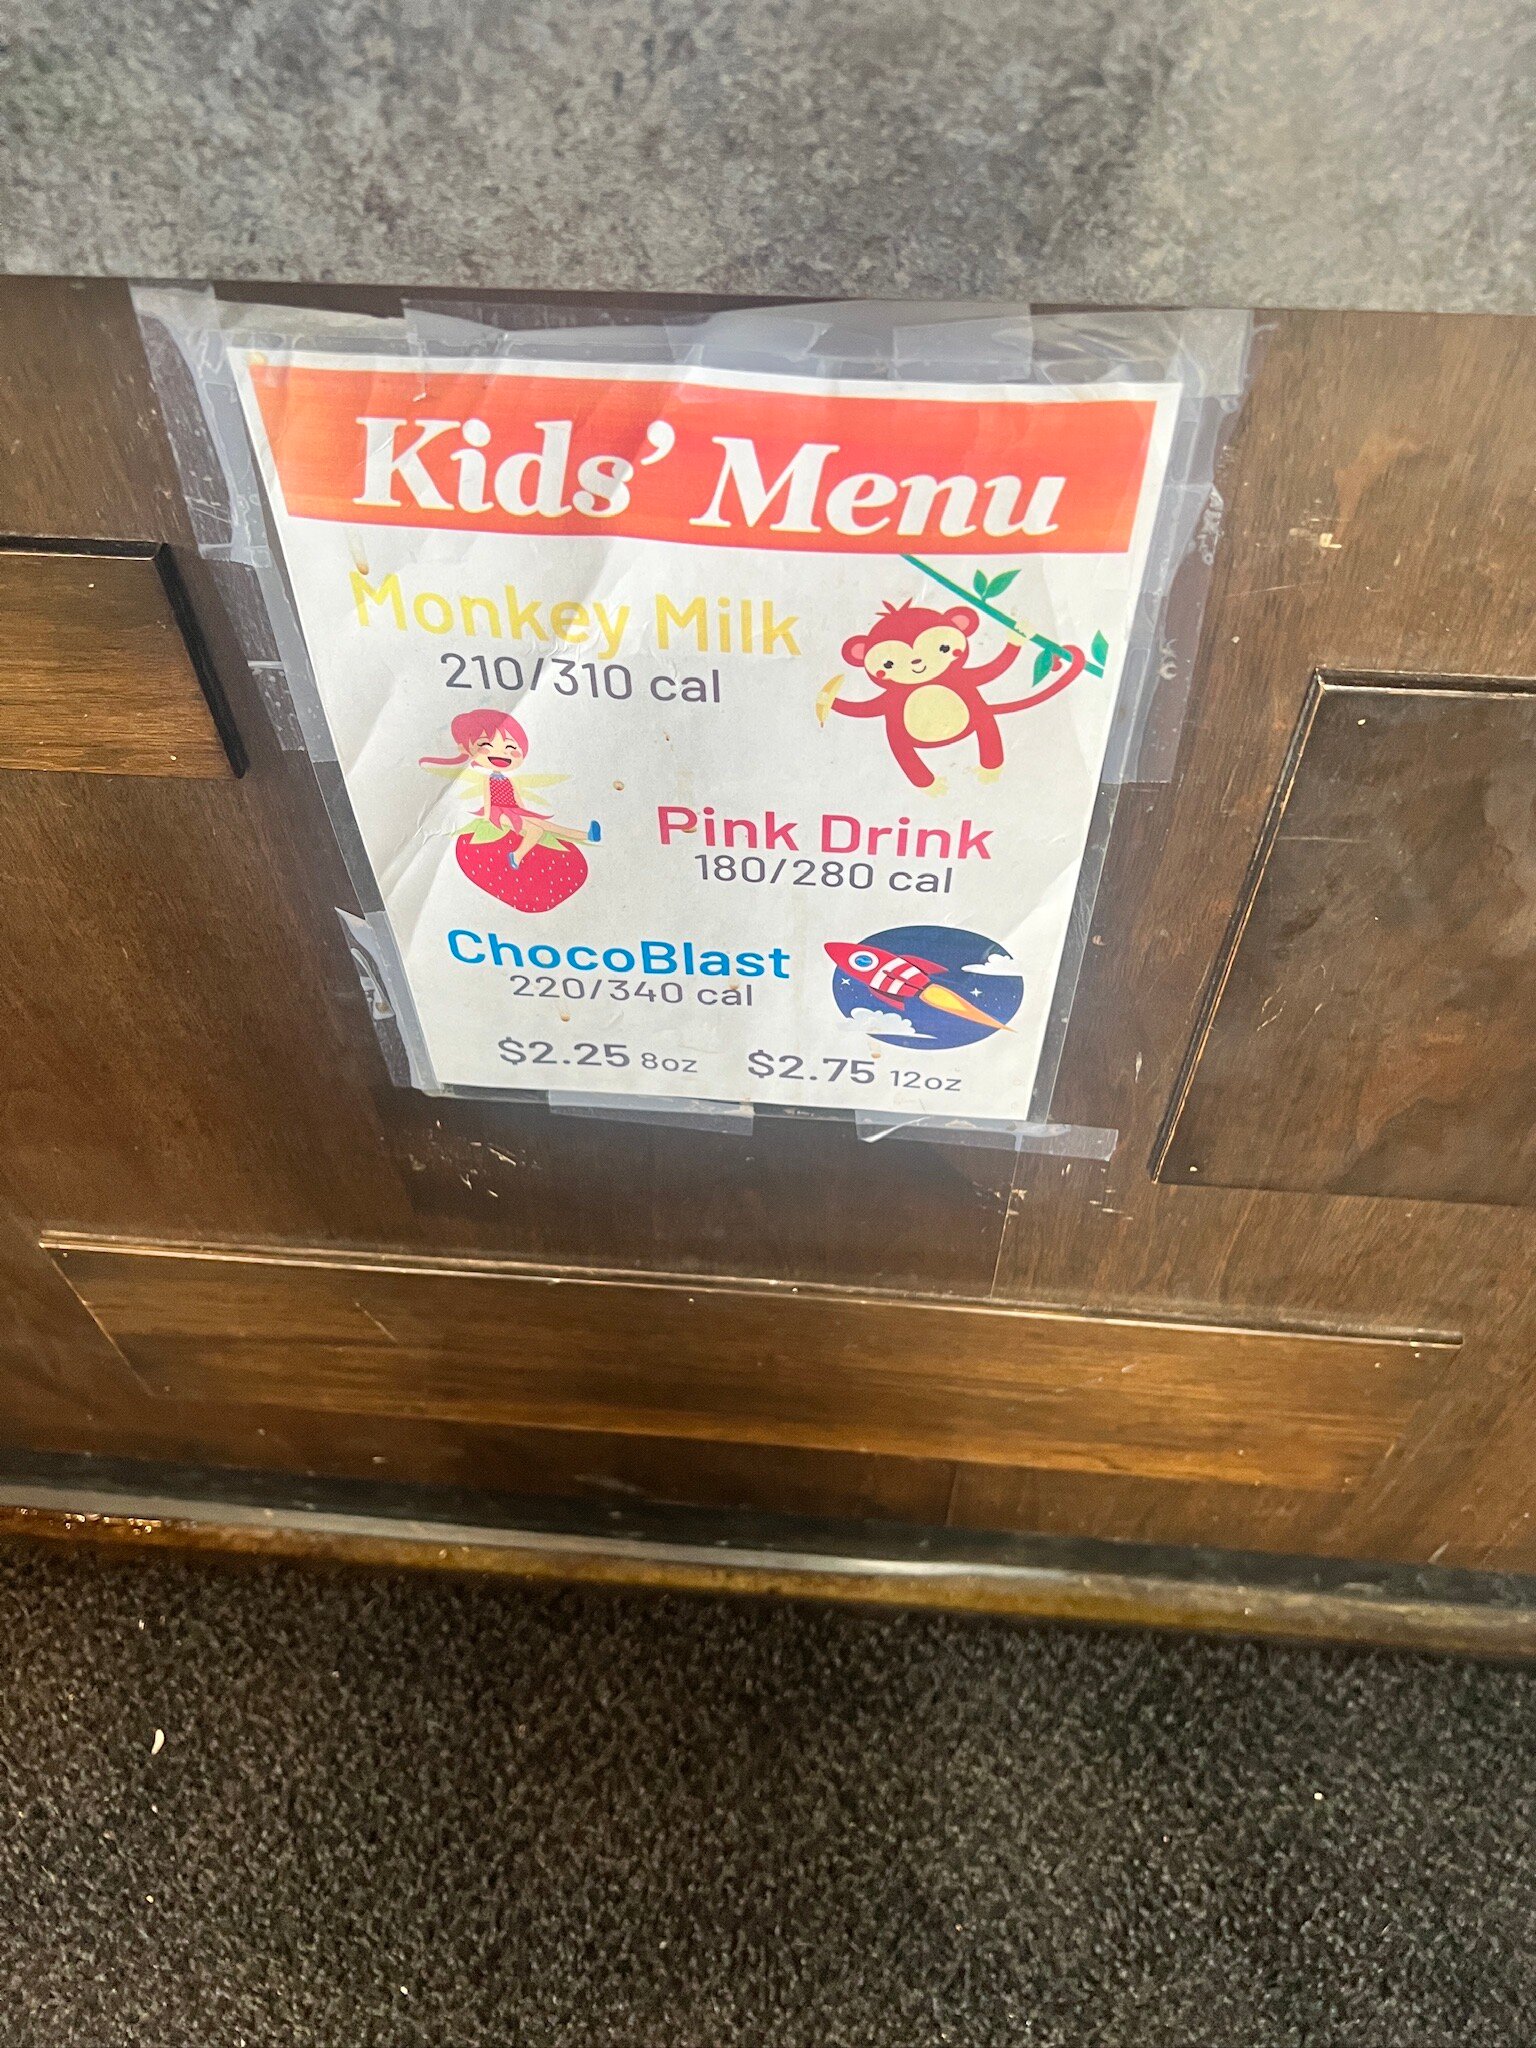 Kids' Menu
Monkey Milk
210/310 cal
Pink Drink
180/280 cal
ChocoBlast
220/340 cal
$2.25 8oz $2.75 12oz